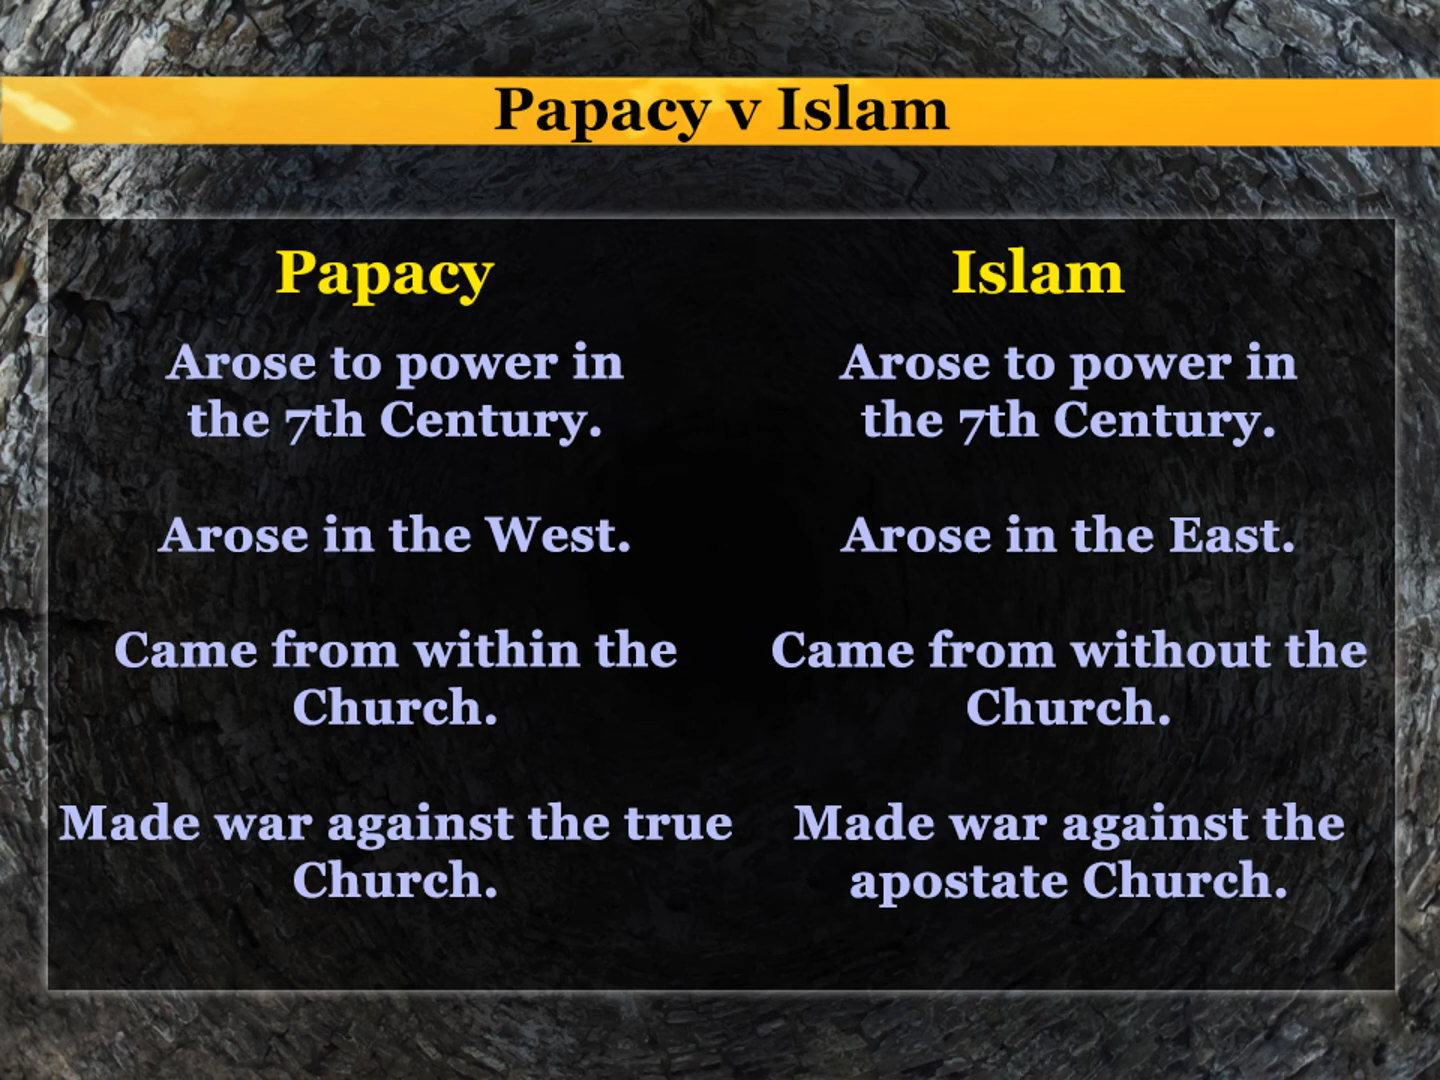 Papacy v Islam
Papacy
Arose to power in
the 7th Century.
Arose in the West.
Came from within the
Church.
Made war against the true
Church.
Islam
Arose to power in
the 7th Century.
Arose in the East.
Came from without the
Church.
Made war against the
apostate Church.